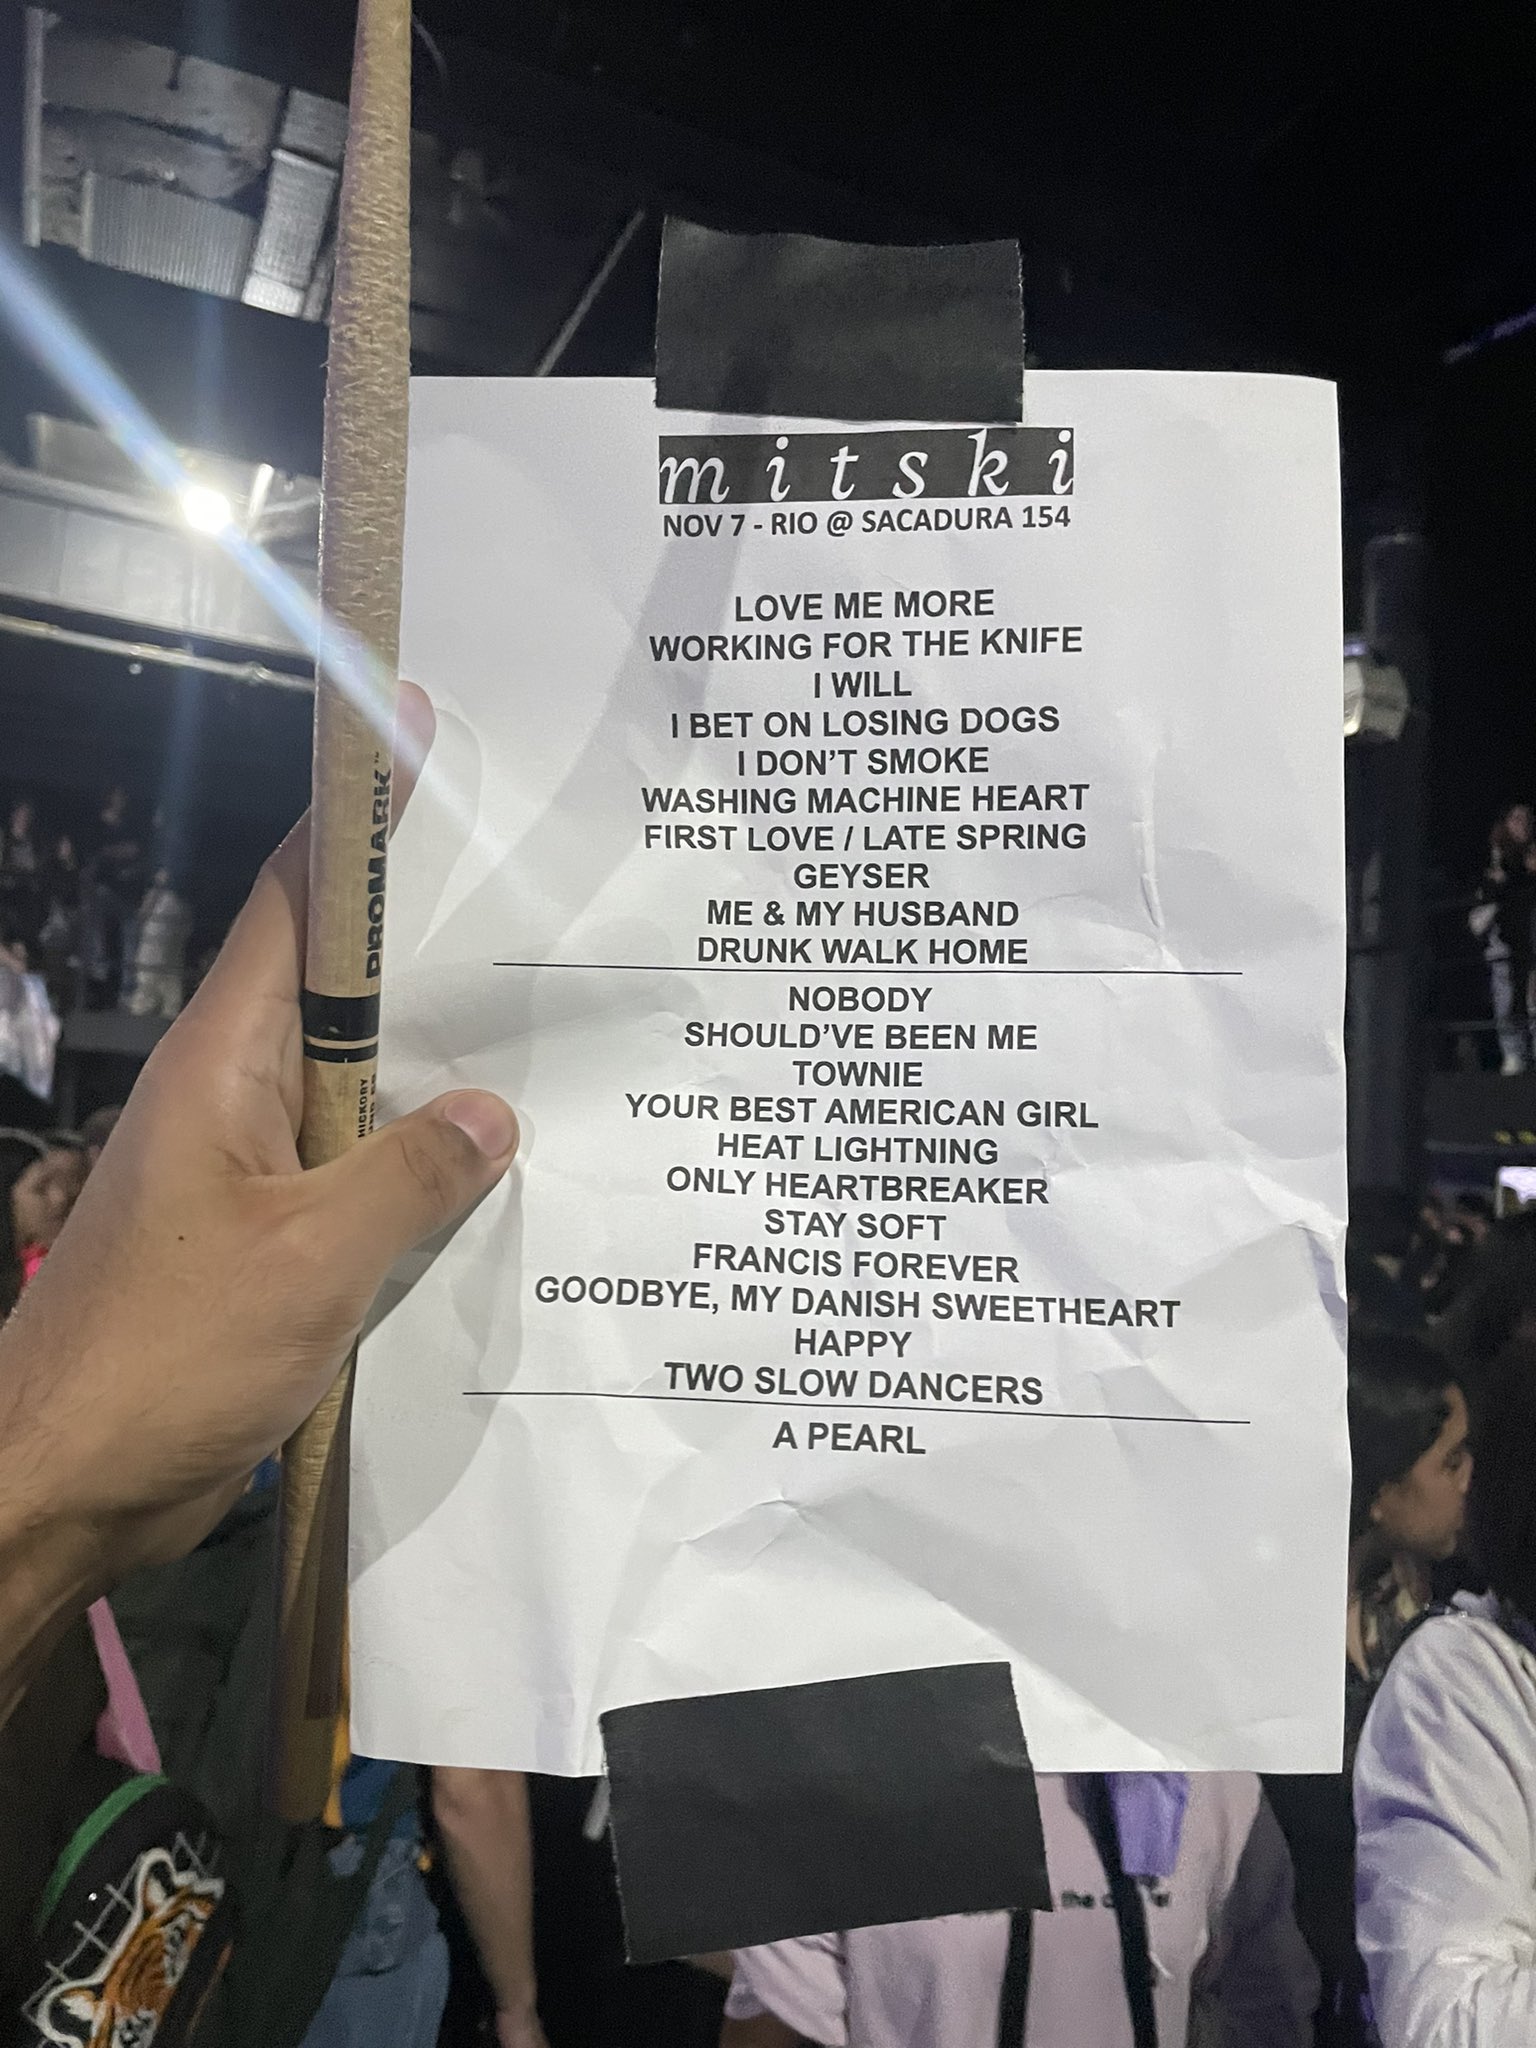 mitski
NOV 7 - RIO @ SACADURA 154
LOVE ME MORE
WORKING FOR THE KNIFE
I WILL
I BET ON LOSING DOGS
I DON'T SMOKE
WASHING MACHINE HEART
FIRST LOVE / LATE SPRING
GEYSER
ME & MY HUSBAND
DRUNK WALK HOME
NOBODY
SHOULD'VE BEEN ME
TOWNIE
YOUR BEST AMERICAN GIRL
HEAT LIGHTNING
ONLY HEARTBREAKER
STAY SOFT
FRANCIS FOREVER
GOODBYE, MY DANISH SWEETHEART
HAPPY
TWO SLOW DANCERS
A PEARL
PROMARK™
HICKORY
the